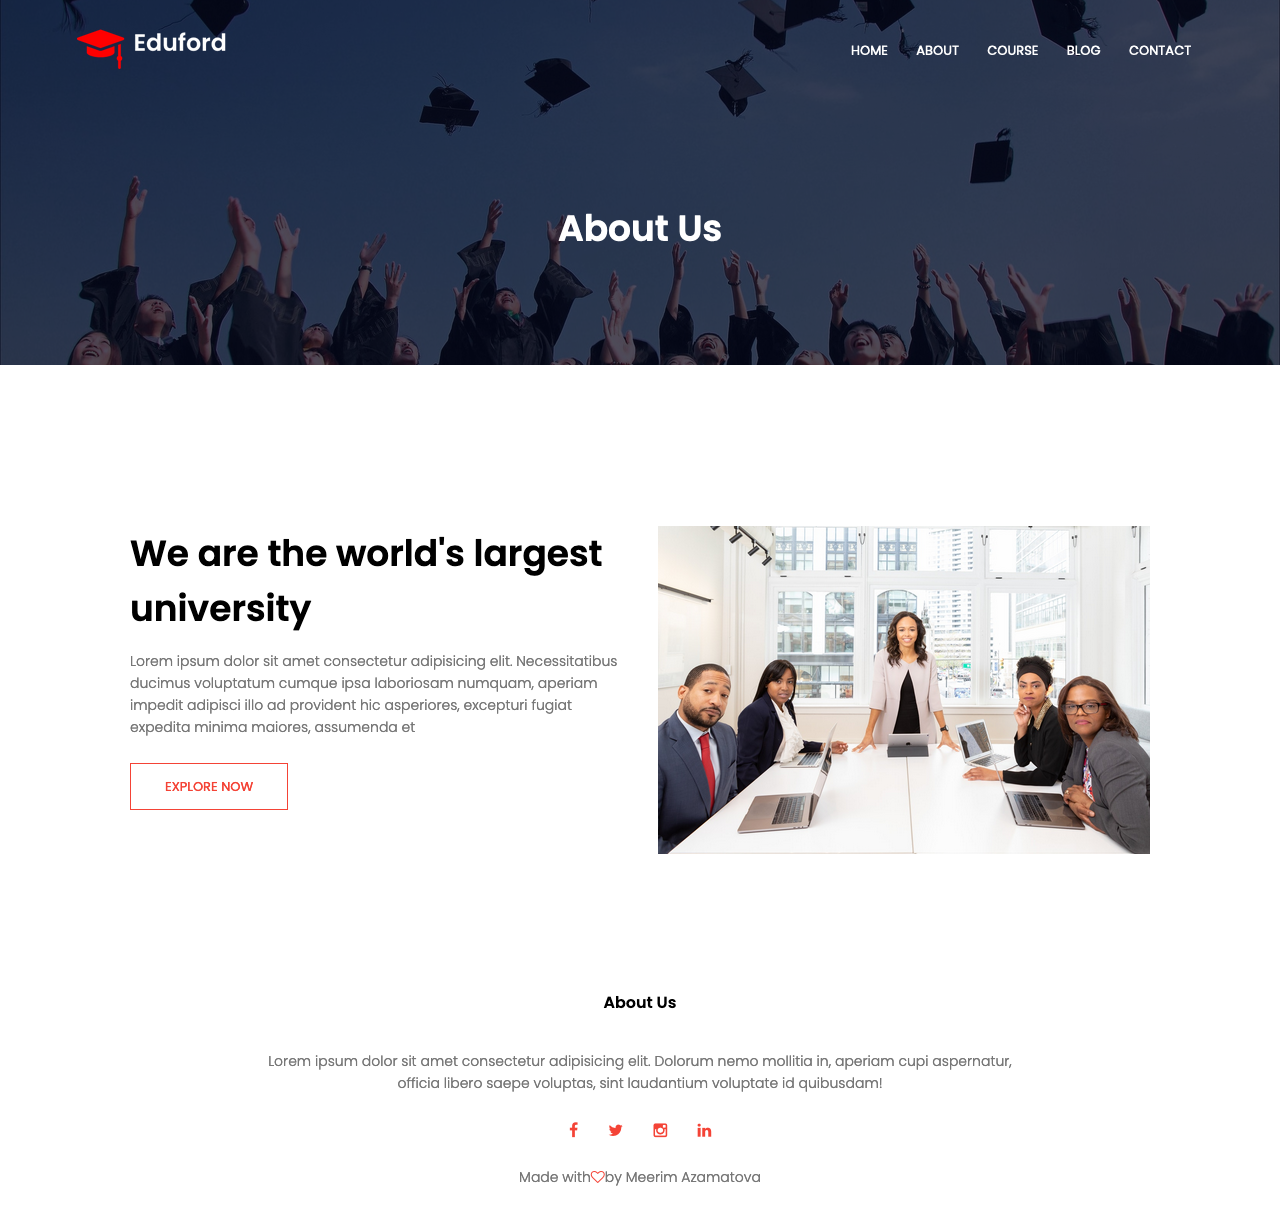 Eduford
HOME ABOUT COURSE BLOG CONTACT
About Us
We are the world's largest
university
Lorem ipsum dolor sit amet consectetur adipisicing elit. Necessitatibus
ducimus voluptatum cumque ipsa laboriosam numquam, aperiam
impedit adipisci illo ad provident hic asperiores, excepturi fugiat
expedita minima maiores, assumenda et
EXPLORE NOW
About Us
Lorem ipsum dolor sit amet consectetur adipisicing elit. Dolorum nemo mollitia in, aperiam cupi aspernatur,
officia libero saepe voluptas, sint laudantium voluptate id quibusdam!
Made with♡by Meerim Azamatova